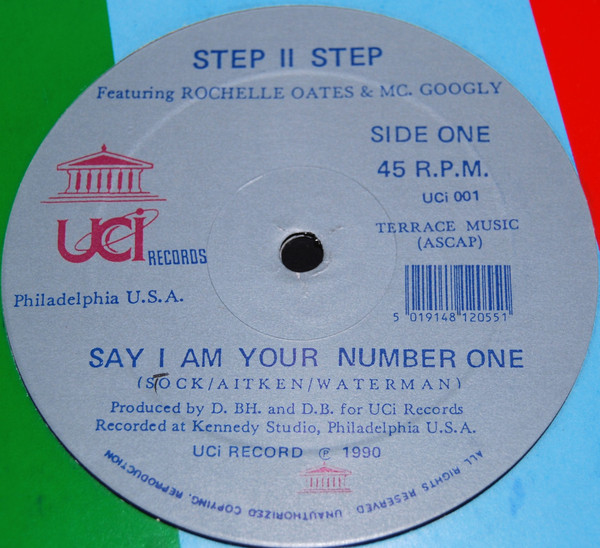 STEP II STEP
Featuring ROCHELLE OATES & MC. GOOGLY
SIDE ONE
45 R.P.M.
UCi 001
TERRACE MUSIC
(ASCAP)
UCi RECORDS
Philadelphia U.S.A.
5 019148 120551
SAY I AM YOUR NUMBER ONE
(SOCK/AITKEN/WATERMAN)
Produced by D. BH. and D.B. for UCi Records
Recorded at Kennedy Studio, Philadelphia U.S.A.
UCi RECORD ℗ 1990
ALL RIGHTS RESERVED. UNAUTHORIZED COPYING, REPRODUCTION